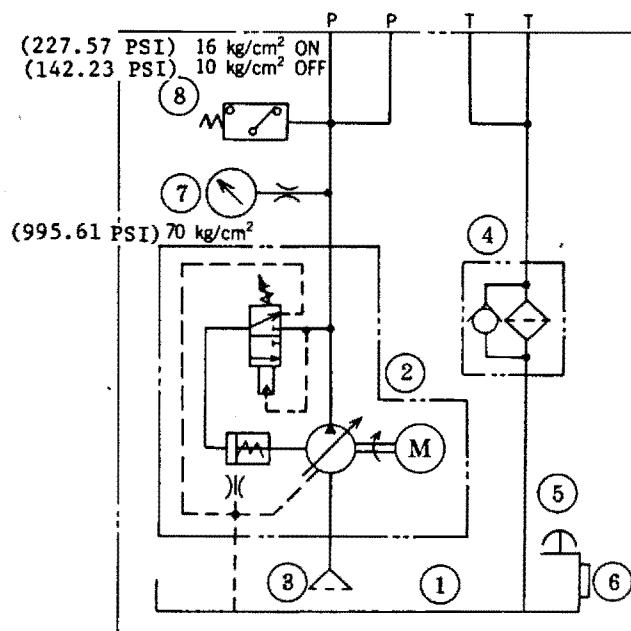 P P T T
(227.57 PSI) 16 kg/cm² ON
(142.23 PSI) 10 kg/cm² OFF
8
7
(995.61 PSI) 70 kg/cm²
4
2
M
5
3
1
6